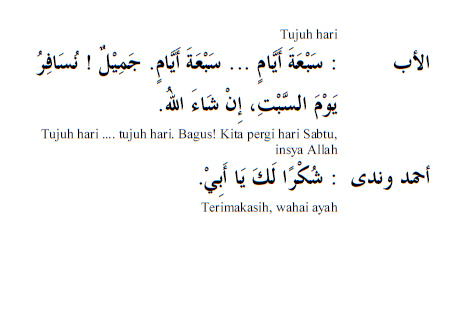 Tujuh hari
الأب : سَبْعَةَ أَيَّامٍ ... سَبْعَةَ أَيَّامٍ. جَمِيْلٌ ! نُسَافِرُ
يَوْمَ السَّبْتِ، إِنْ شَاءَ اللهُ.
Tujuh hari .... tujuh hari. Bagus! Kita pergi hari Sabtu,
insya Allah
أحمد وندى : شُكْرًا لَكَ يَا أَبِيْ.
Terimakasih, wahai ayah